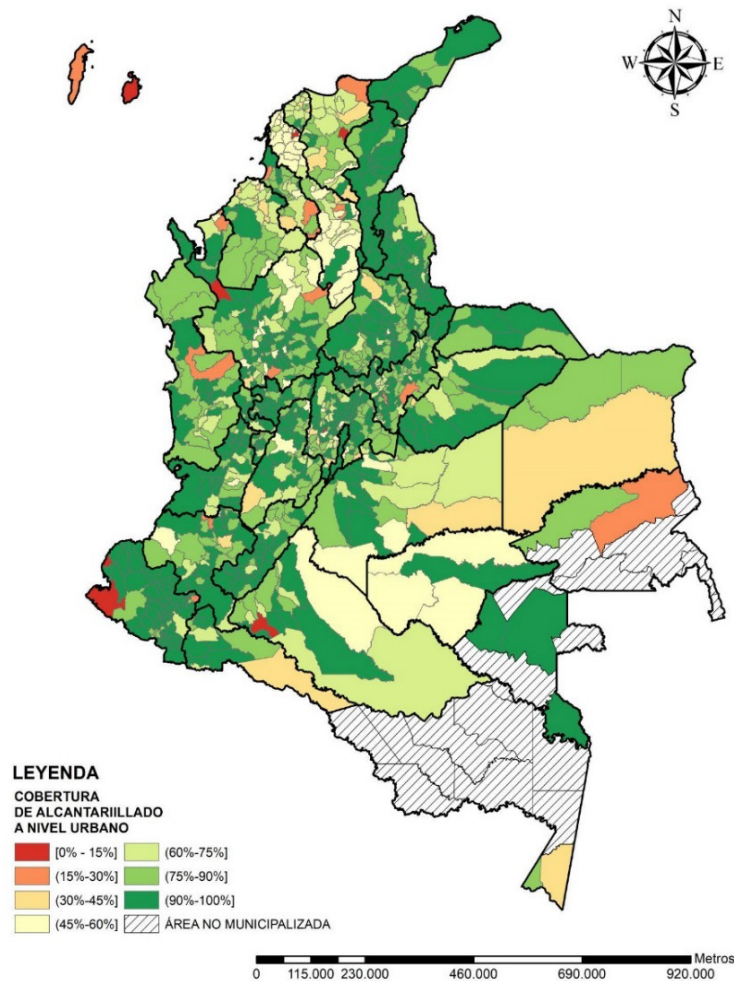 N
W E
S
LEYENDA
COBERTURA
DE ALCANTARIILLADO
A NIVEL URBANO
[0% - 15%]
(15%-30%]
(30%-45%]
(45%-60%]
(60%-75%]
(75%-90%]
(90%-100%]
ÁREA NO MUNICIPALIZADA
Metros
0 115.000 230.000 460.000 690.000 920.000